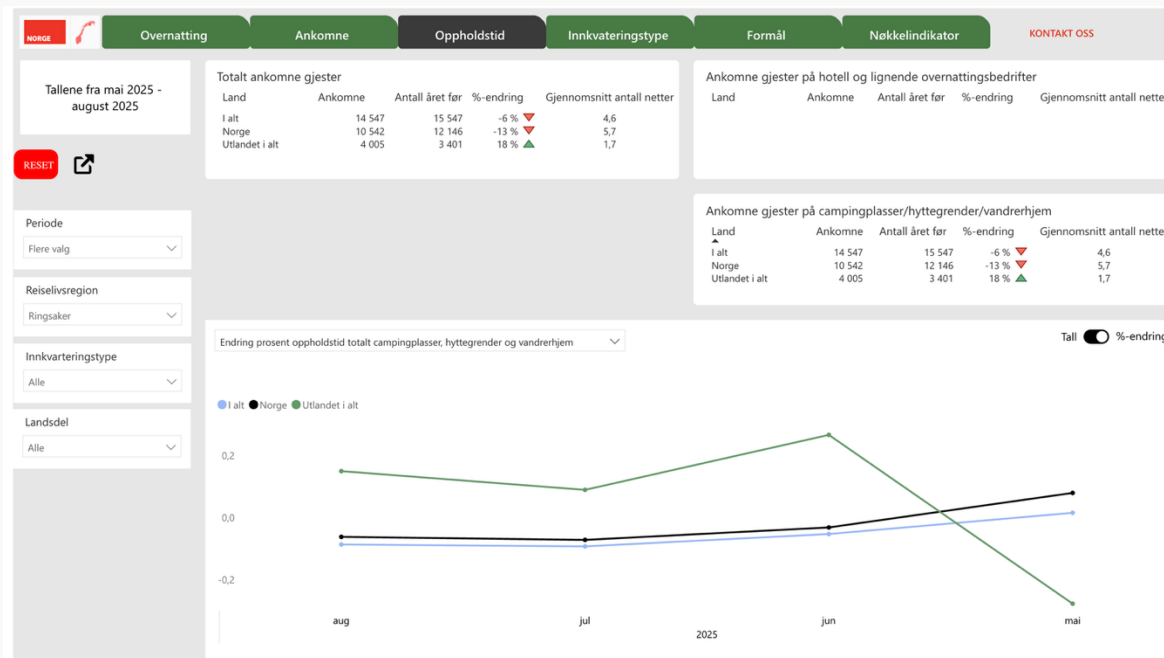 NORGE
Overnatting
Ankomne
Oppholdstid
Innkvateringstype
Formål
Nøkkelindikator
KONTAKT OSS
Tallene fra mai 2025 -
august 2025
RESET
Periode
Flere valg
Reiselivsregion
Ringsaker
Innkvarteringstype
Alle
Landsdel
Alle
Totalt ankomne gjester
Land Ankomne Antall året før %-endring Gjennomsnitt antall netter
I alt 14 547 15 547 -6 % 4,6
Norge 10 542 12 146 -13 % 5,7
Utlandet i alt 4 005 3 401 18 % 1,7
Ankomne gjester på hotell og lignende overnattingsbedrifter
Land Ankomne Antall året før %-endring Gjennomsnitt antall nette
Ankomne gjester på campingplasser/hyttegrender/vandrerhjem
Land Ankomne Antall året før %-endring Gjennomsnitt antall nette
I alt 14 547 15 547 -6 % 4,6
Norge 10 542 12 146 -13 % 5,7
Utlandet i alt 4 005 3 401 18 % 1,7
Endring prosent oppholdstid totalt campingplasser, hyttegrender og vandrerhjem
Tall %-endring
I alt Norge Utlandet i alt
0,2
0,0
-0,2
aug jul jun mai
2025